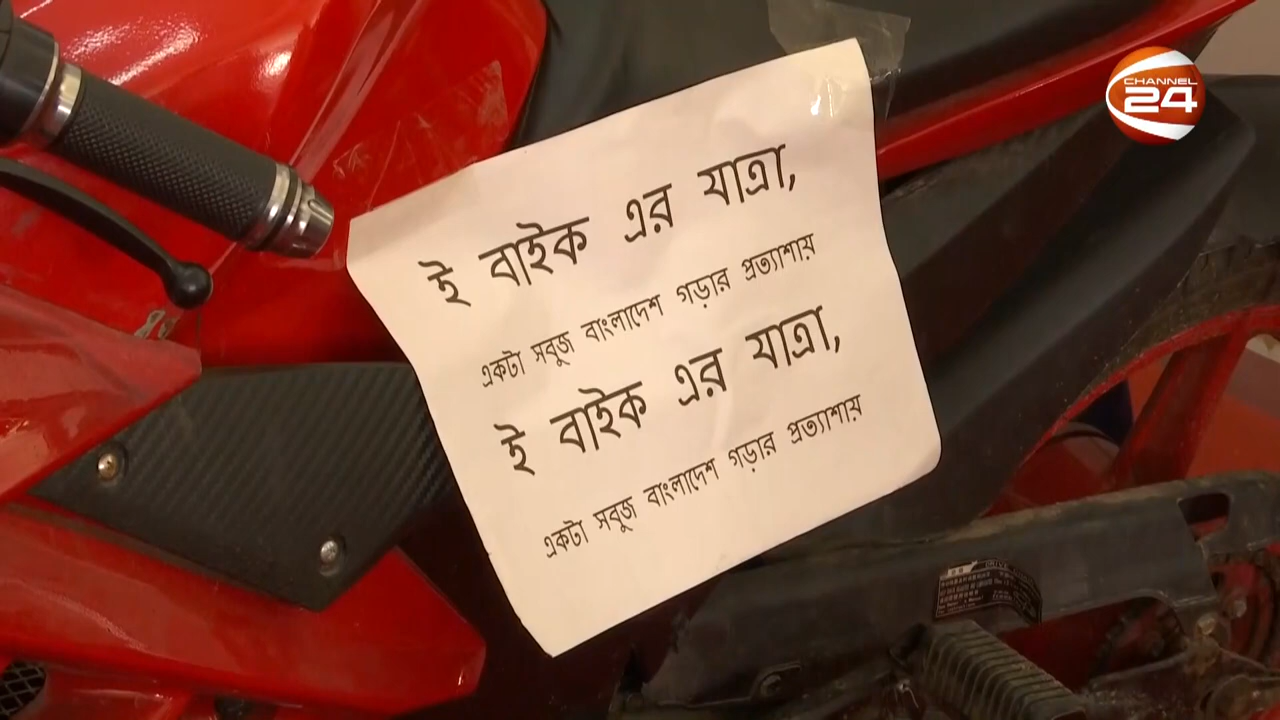 CHANNEL
24
ই বাইক এর যাত্রা,
একটা সবুজ বাংলাদেশ গড়ার প্রত্যাশায়
ই বাইক এর যাত্রা,
একটা সবুজ বাংলাদেশ গড়ার প্রত্যাশায়